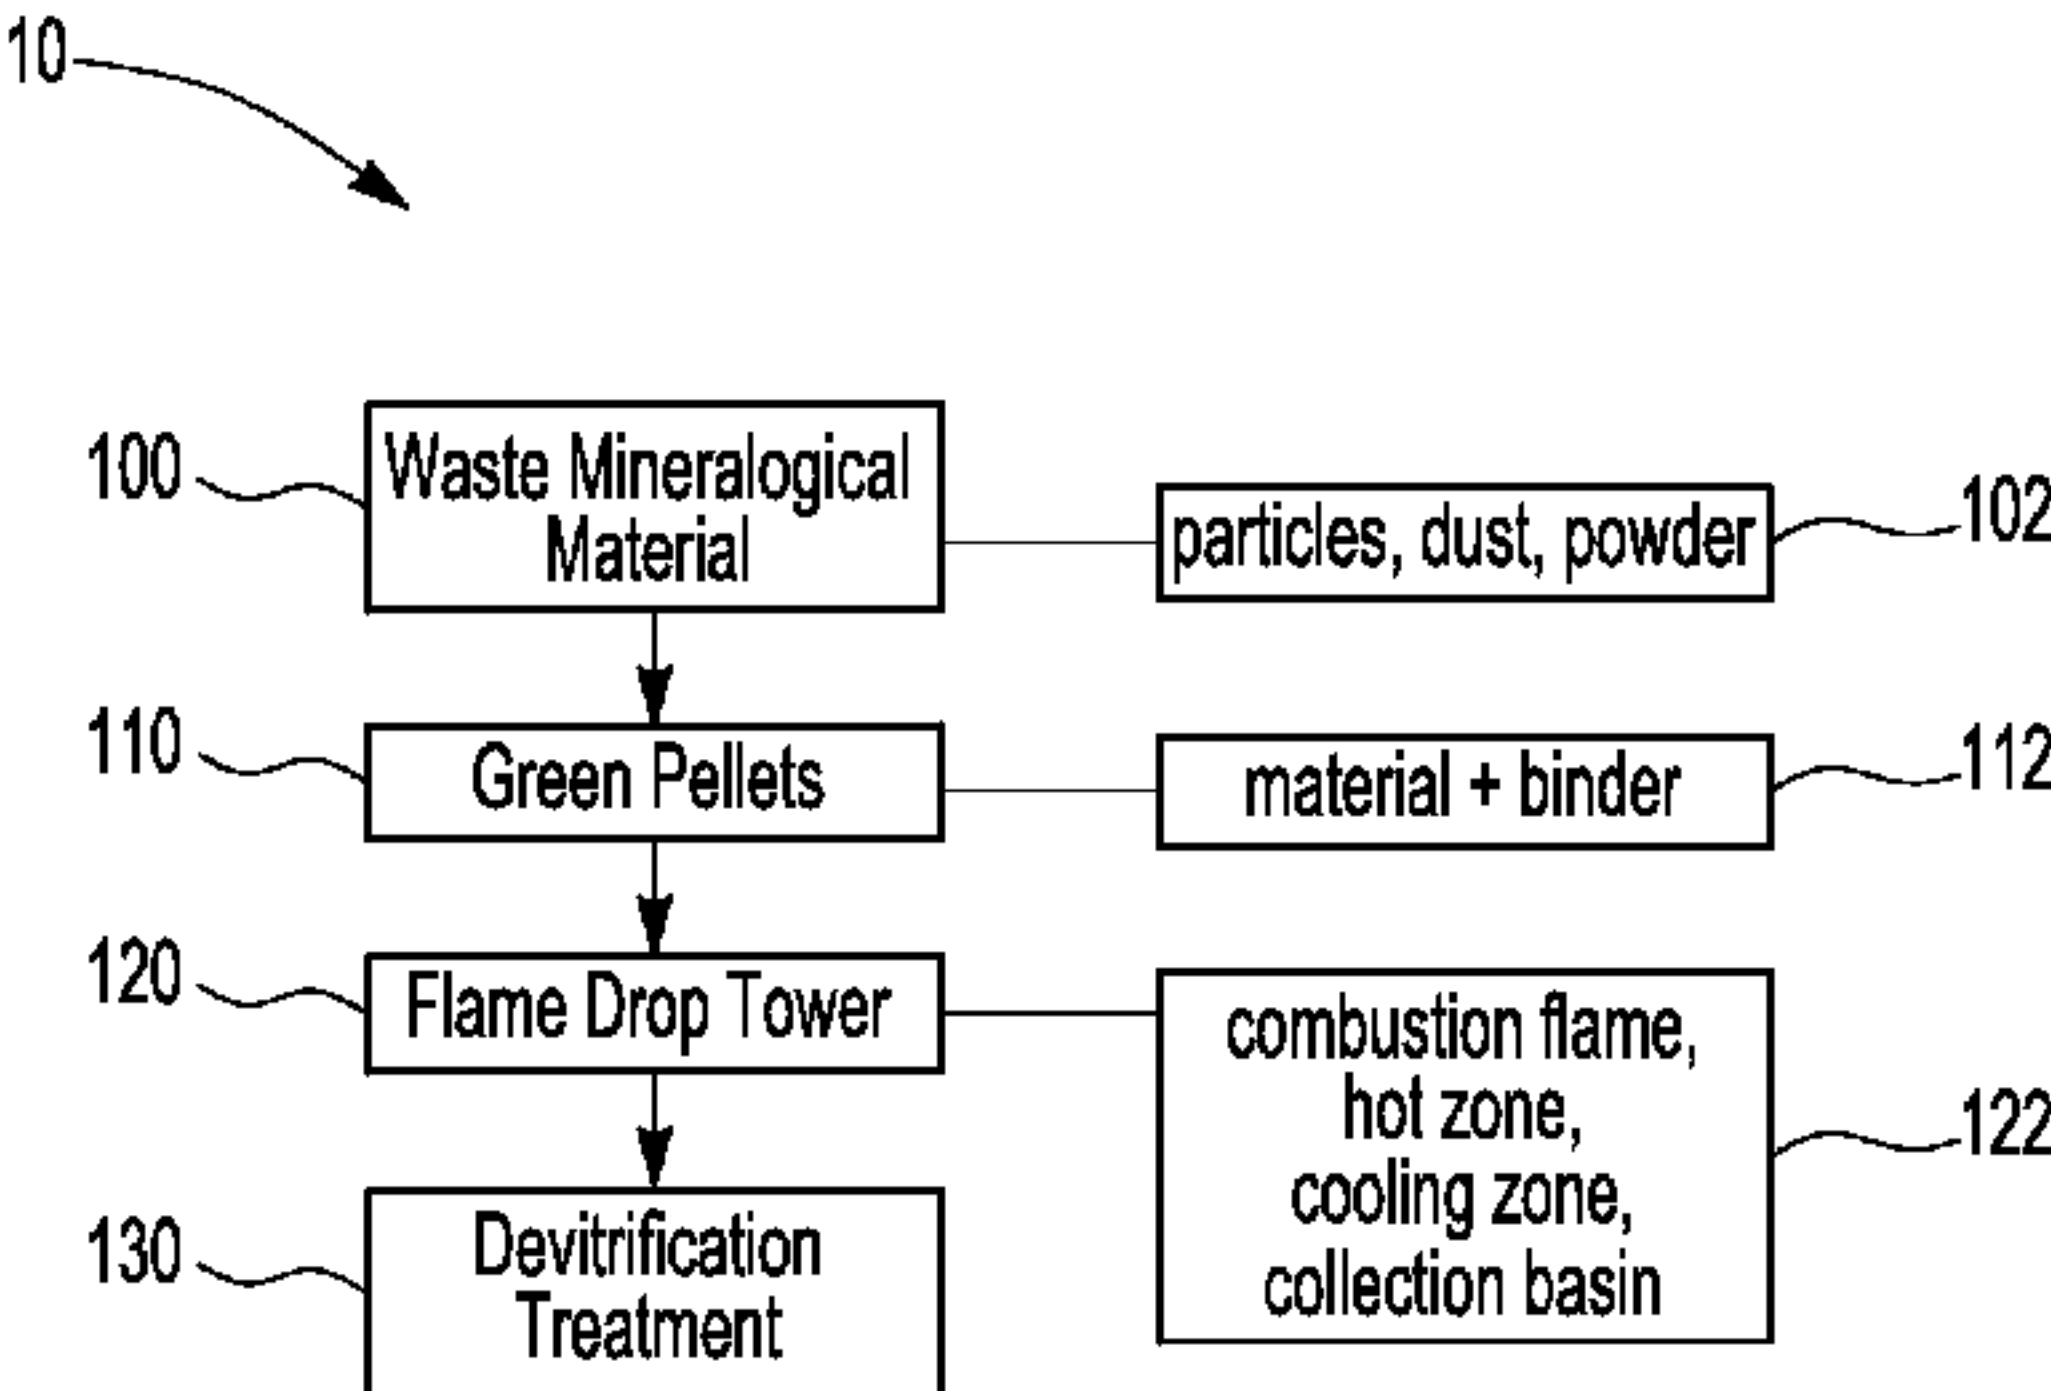 10
100
Waste Mineralogical
Material
particles, dust, powder
102
110
Green Pellets
material + binder
112
120
Flame Drop Tower
combustion flame,
hot zone,
cooling zone,
collection basin
122
130
Devitrification
Treatment